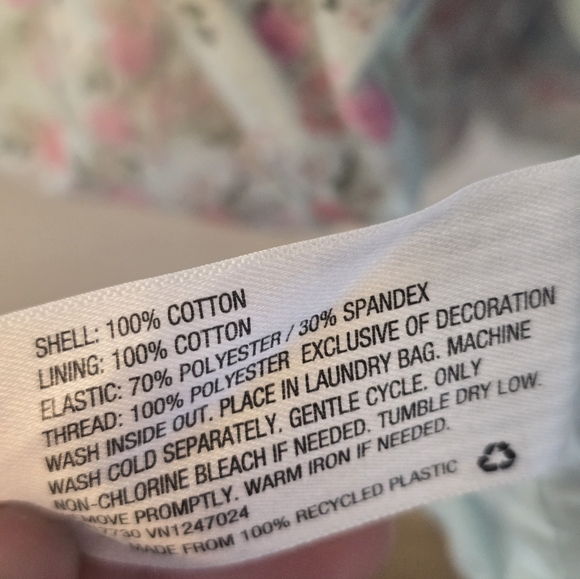 SHELL: 100% COTTON
LINING: 100% COTTON
ELASTIC: 70% POLYESTER / 30% SPANDEX
THREAD: 100% POLYESTER EXCLUSIVE OF DECORATION
WASH INSIDE OUT. PLACE IN LAUNDRY BAG. MACHINE
WASH COLD SEPARATELY. GENTLE CYCLE. ONLY
NON-CHLORINE BLEACH IF NEEDED. TUMBLE DRY LOW.
PROMPTLY. WARM IRON IF NEEDED.
VN1247024
MADE FROM 100% RECYCLED PLASTIC